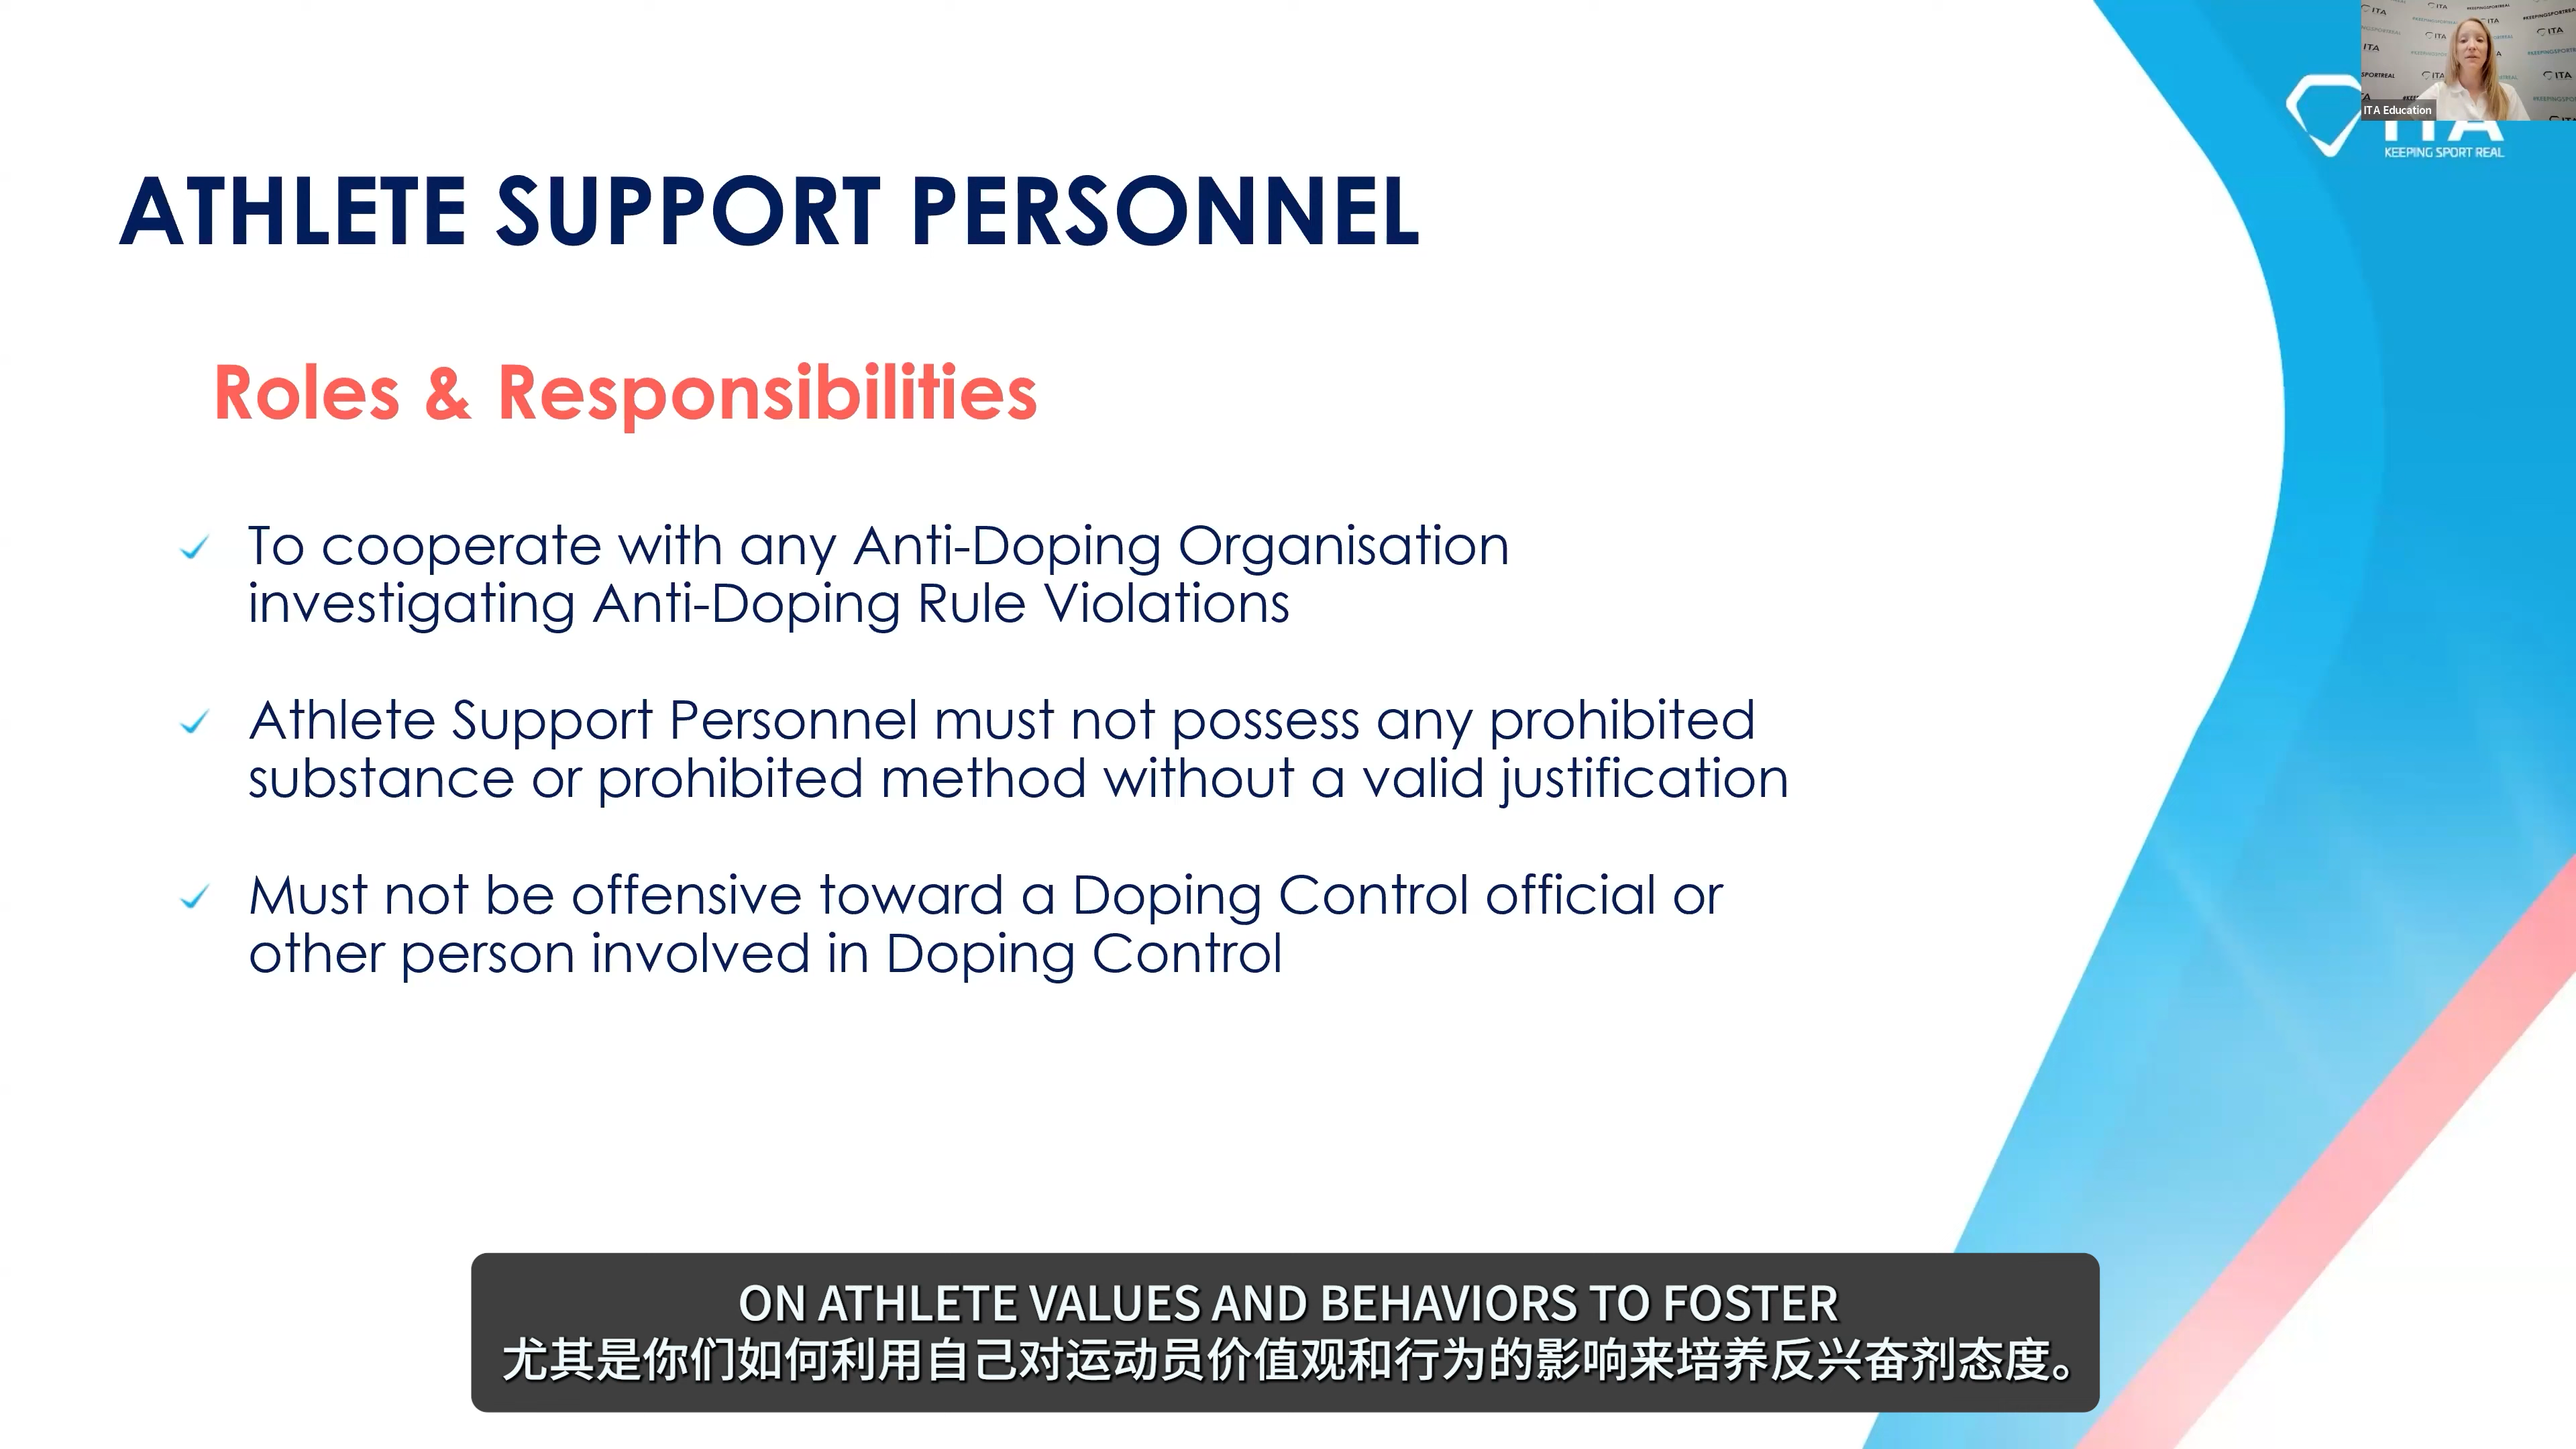 ATHLETE SUPPORT PERSONNEL
Roles & Responsibilities
To cooperate with any Anti-Doping Organisation
investigating Anti-Doping Rule Violations
Athlete Support Personnel must not possess any prohibited
substance or prohibited method without a valid justification
Must not be offensive toward a Doping Control official or
other person involved in Doping Control
ITA Education
ITA
KEEPING SPORT REAL
ON ATHLETE VALUES AND BEHAVIORS TO FOSTER
尤其是你们如何利用自己对运动员价值观和行为的影响来培养反兴奋剂态度。